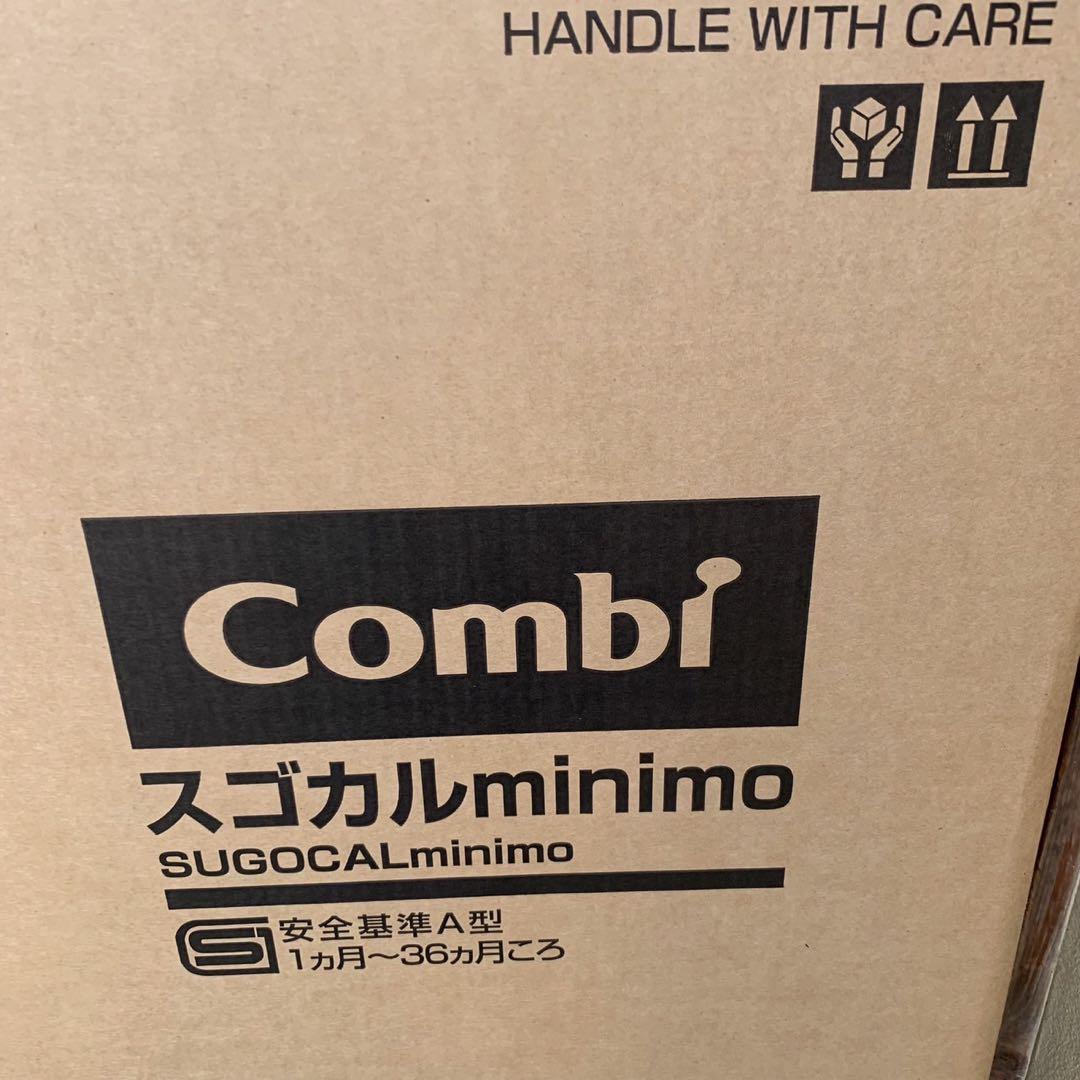 HANDLE WITH CARE
Combi
スゴカルminimo
SUGOCALminimo
SG 安全基準A型
1ヵ月〜36ヵ月ころ